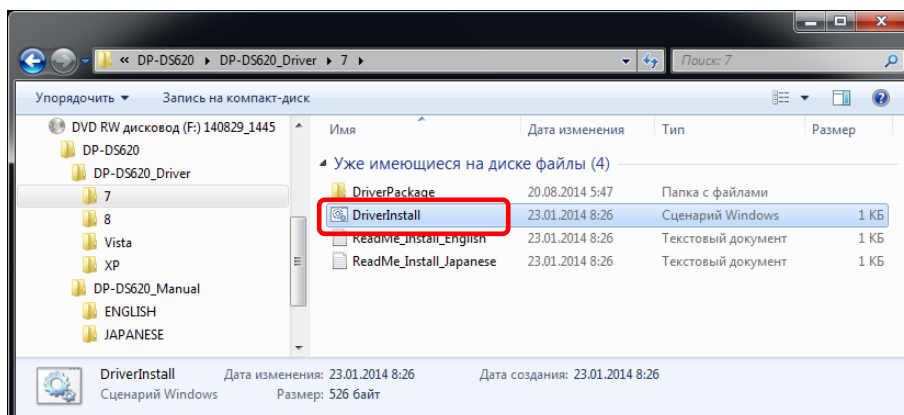 « DP-DS620 DP-DS620_Driver 7
Поиск: 7
Упорядочить Запись на компакт-диск
DVD RW дисковод (F:) 140829_1445
DP-DS620
DP-DS620_Driver
7
8
Vista
XP
DP-DS620_Manual
ENGLISH
JAPANESE
Имя Дата изменения Тип Размер
Уже имеющиеся на диске файлы (4)
DriverPackage 20.08.2014 5:47 Папка с файлами
DriverInstall 23.01.2014 8:26 Сценарий Windows 1 КБ
ReadMe_Install_English 23.01.2014 8:26 Текстовый документ 1 КБ
ReadMe_Install_Japanese 23.01.2014 8:26 Текстовый документ 1 КБ
DriverInstall Дата изменения: 23.01.2014 8:26 Дата создания: 23.01.2014 8:26
Сценарий Windows Размер: 526 байт